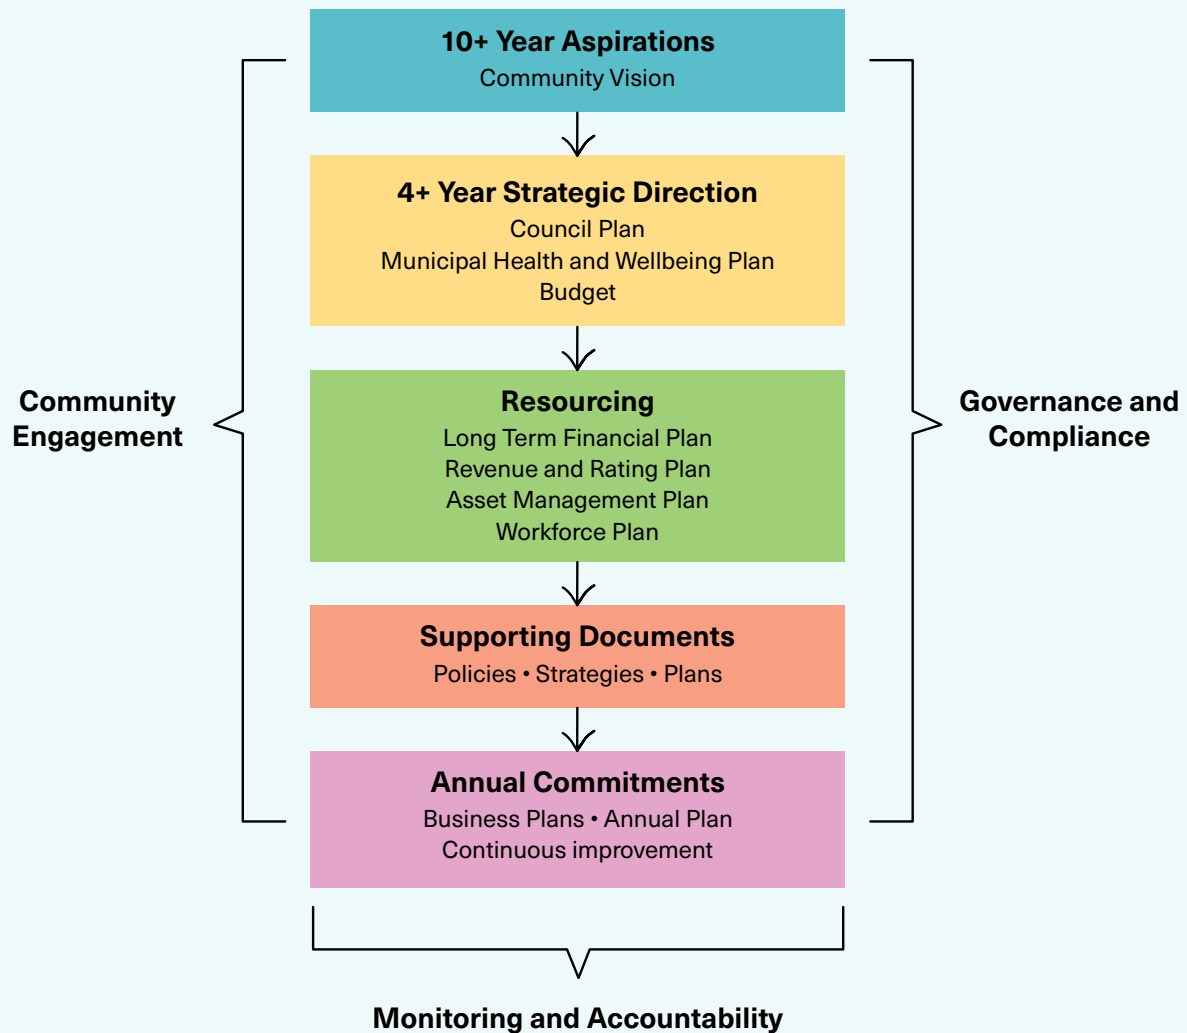 10+ Year Aspirations
Community Vision
4+ Year Strategic Direction
Council Plan
Municipal Health and Wellbeing Plan
Budget
Community
Engagement
Resourcing
Long Term Financial Plan
Revenue and Rating Plan
Asset Management Plan
Workforce Plan
Governance and
Compliance
Supporting Documents
Policies • Strategies • Plans
Annual Commitments
Business Plans • Annual Plan
Continuous improvement
Monitoring and Accountability